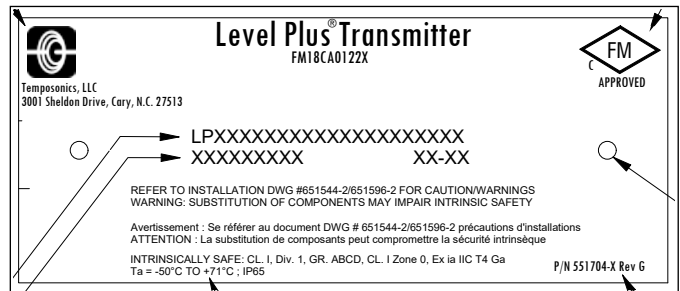 Level Plus® Transmitter
FM18CA0122X
FM
C
APPROVED
Temposonics, LLC
3001 Sheldon Drive, Cary, N.C. 27513
LPXXXXXXXXXXXXXXXXXXXX
XXXXXXXXX XX-XX
REFER TO INSTALLATION DWG #651544-2/651596-2 FOR CAUTION/WARNINGS
WARNING: SUBSTITUTION OF COMPONENTS MAY IMPAIR INTRINSIC SAFETY
Avertissement : Se référer au document DWG # 651544-2/651596-2 précautions d'installations
ATTENTION : La substitution de composants peut compromettre la sécurité intrinsèque
INTRINSICALLY SAFE: CL. I, Div. 1, GR. ABCD, CL. I Zone 0, Ex ia IIC T4 Ga
Ta = -50°C TO +71°C ; IP65
P/N 551704-X Rev G